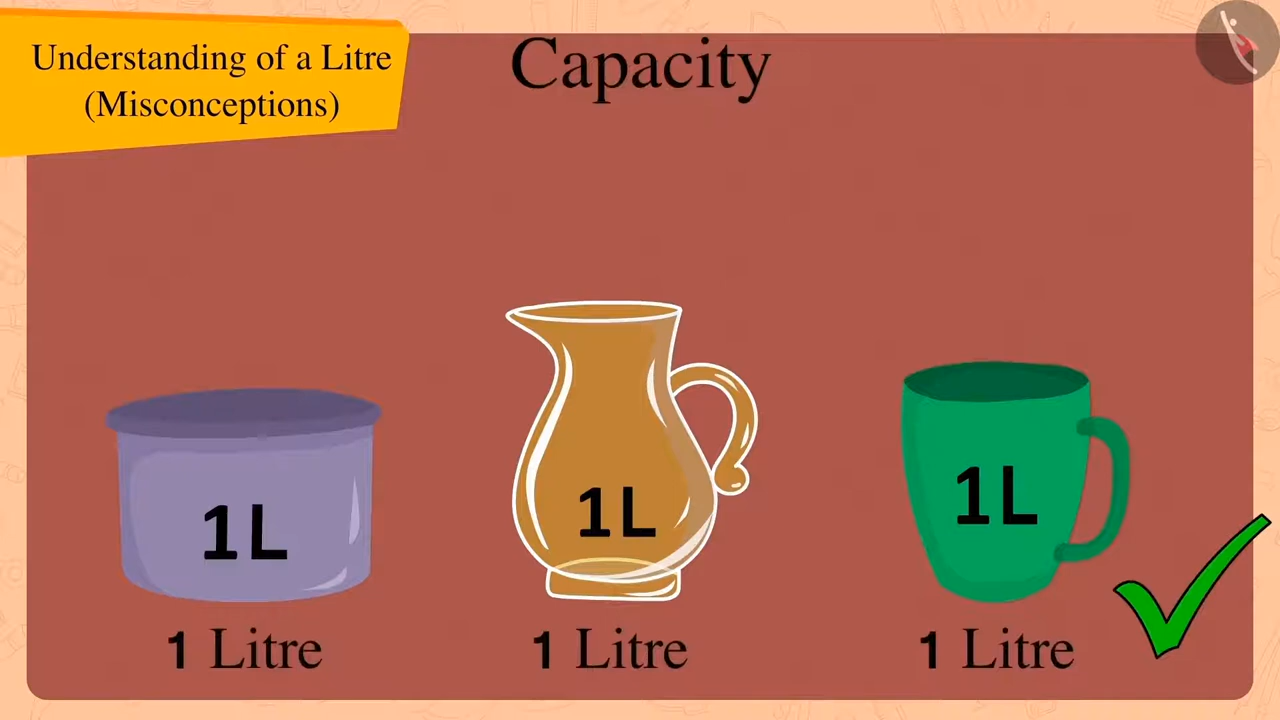 Understanding of a Litre
(Misconceptions)
Capacity
1L
1L
1L
1 Litre
1 Litre
1 Litre